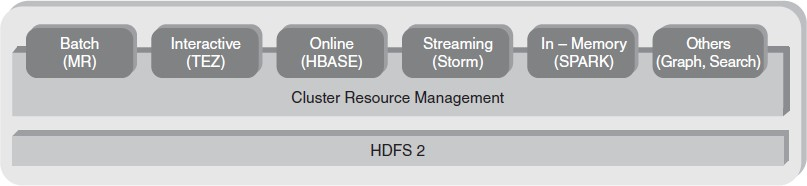 Batch
(MR)
Interactive
(TEZ)
Online
(HBASE)
Streaming
(Storm)
In – Memory
(SPARK)
Others
(Graph, Search)
Cluster Resource Management
HDFS 2